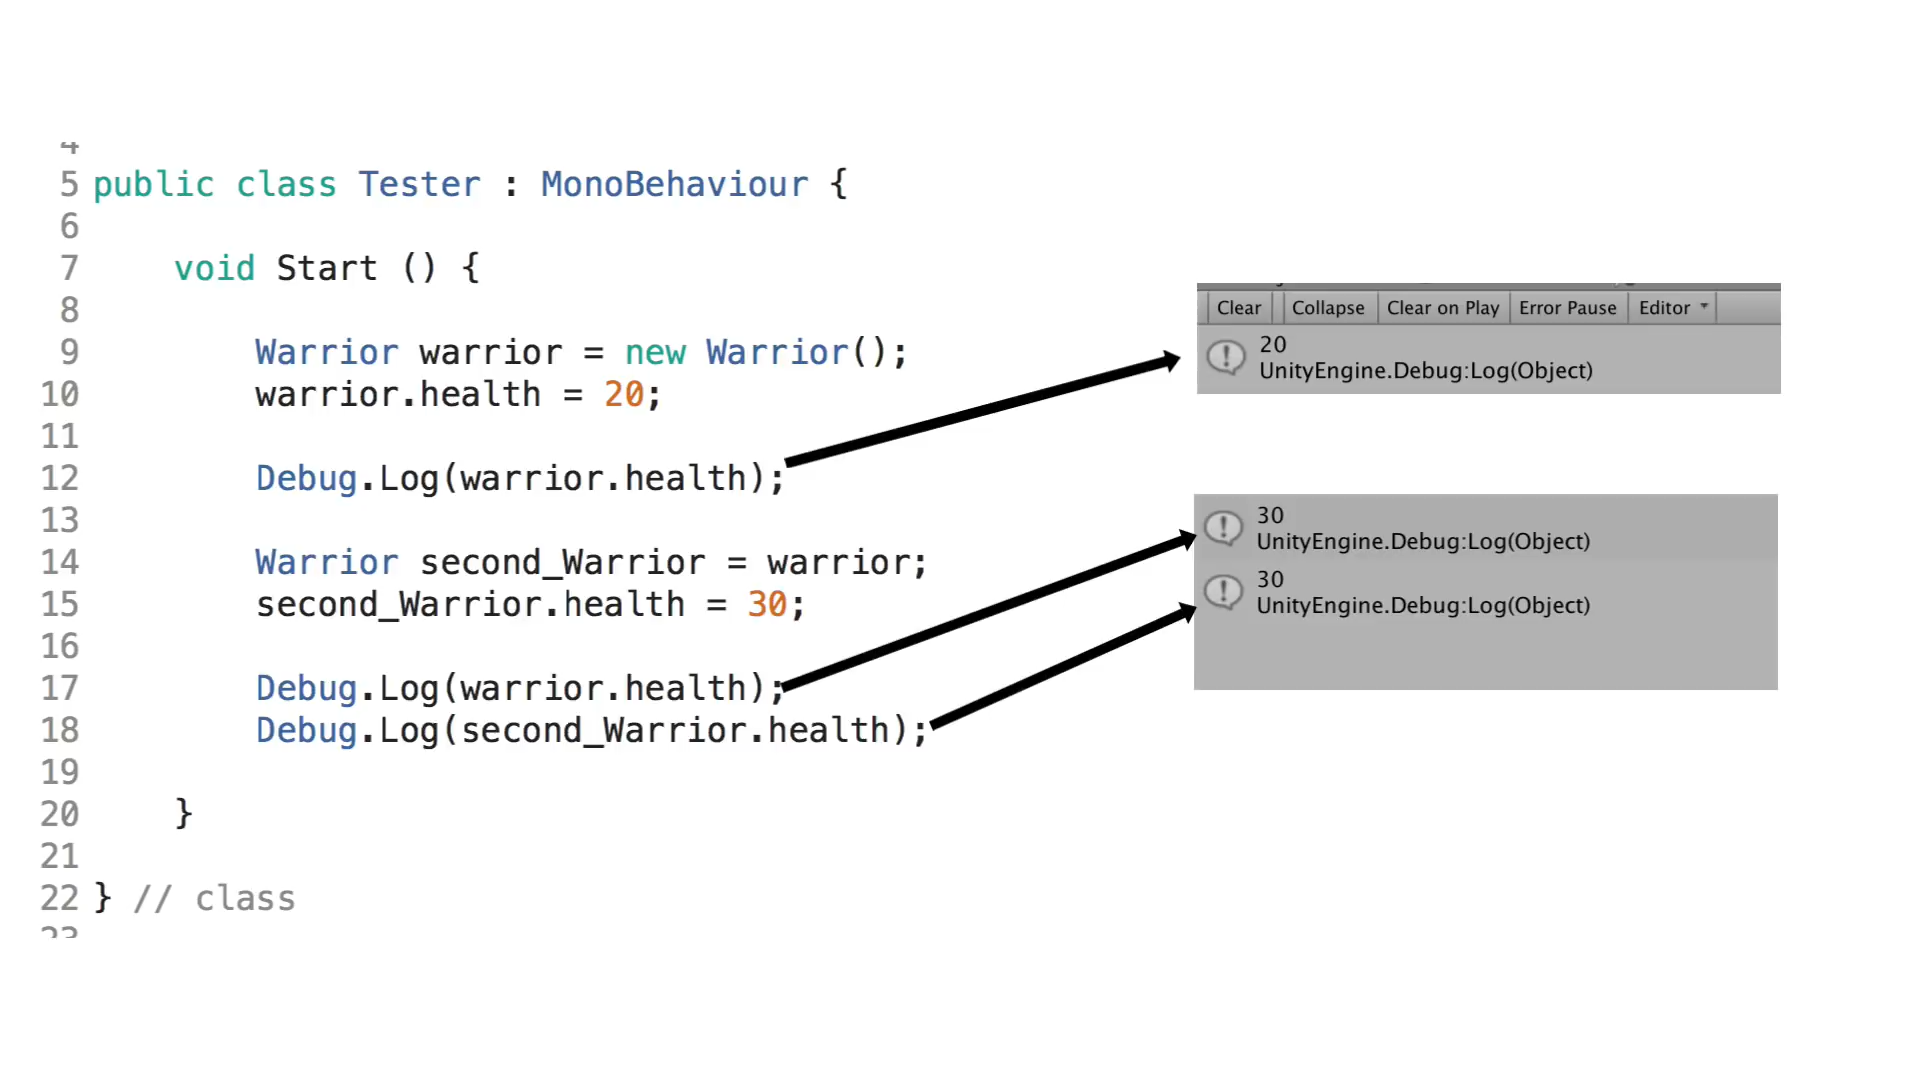 4
5 public class Tester : MonoBehaviour {
6
7 void Start () {
8
9 Warrior warrior = new Warrior();
10 warrior.health = 20;
11
12 Debug.Log(warrior.health);
13
14 Warrior second_Warrior = warrior;
15 second_Warrior.health = 30;
16
17 Debug.Log(warrior.health);
18 Debug.Log(second_Warrior.health);
19
20 }
21
22 } // class
23
Clear Collapse Clear on Play Error Pause Editor
20
UnityEngine.Debug:Log(Object)
30
UnityEngine.Debug:Log(Object)
30
UnityEngine.Debug:Log(Object)